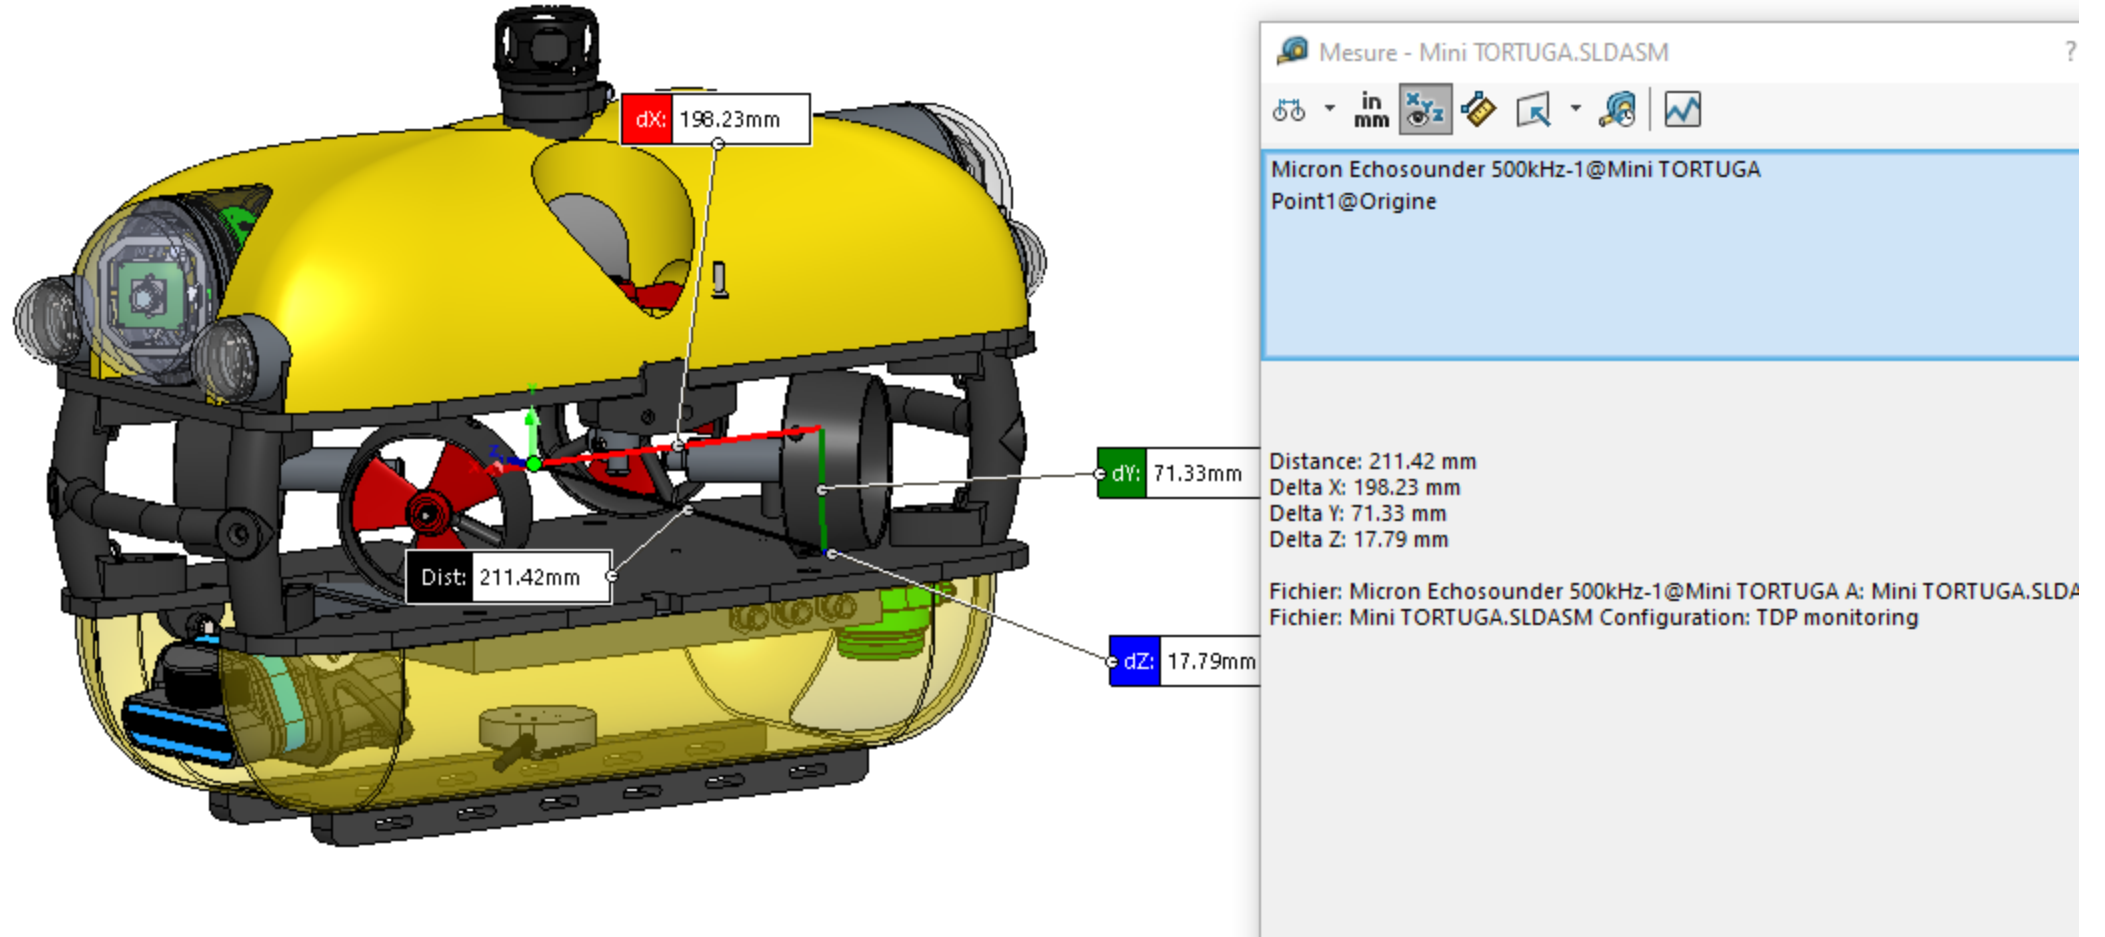 Mesure - Mini TORTUGA.SLDASM
?
in
mm
XYZ
Micron Echosounder 500kHz-1@Mini TORTUGA
Point1@Origine
dX: 198.23mm
dY: 71.33mm
Dist: 211.42mm
dZ: 17.79mm
Distance: 211.42 mm
Delta X: 198.23 mm
Delta Y: 71.33 mm
Delta Z: 17.79 mm
Fichier: Micron Echosounder 500kHz-1@Mini TORTUGA A: Mini TORTUGA.SLDA
Fichier: Mini TORTUGA.SLDASM Configuration: TDP monitoring